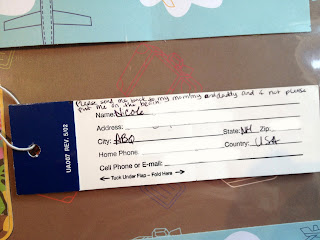 Please send me back to my mommy and daddy and if not please
put me in the
Name: Nicole
Address:
City: ABQ State: NM Zip
Home Phone Country: USA
Cell Phone or E-mail:
Tuck Under Flap – Fold Here
UA087 REV. 5/02